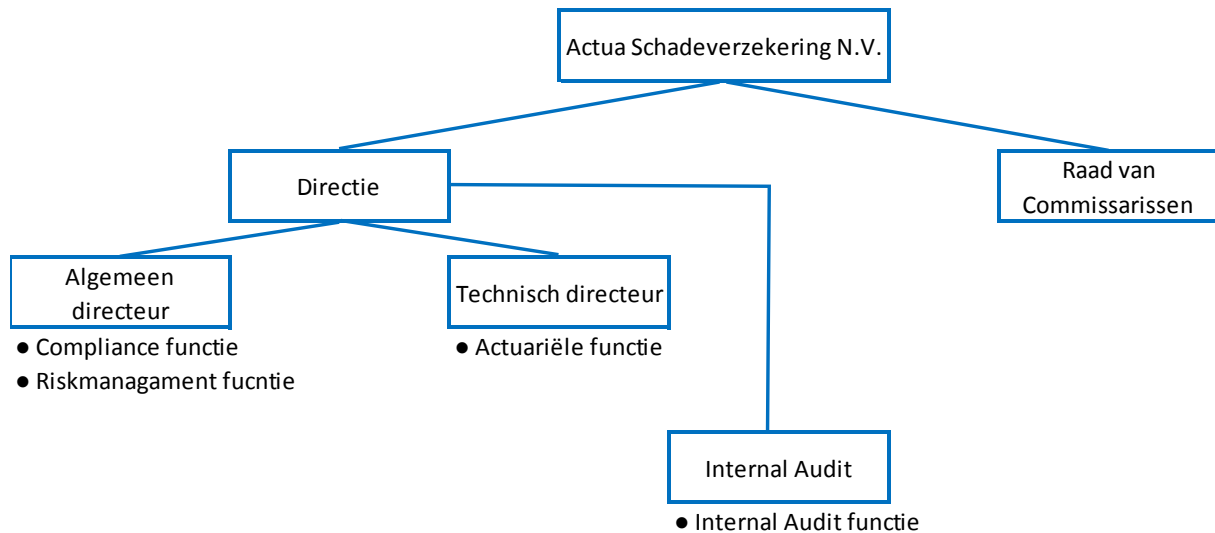 Actua Schadeverzekering N.V.
Directie
Raad van
Commissarissen
Algemeen
directeur
Technisch directeur
● Compliance functie
● Riskmanagament fucntie
● Actuariële functie
Internal Audit
● Internal Audit functie